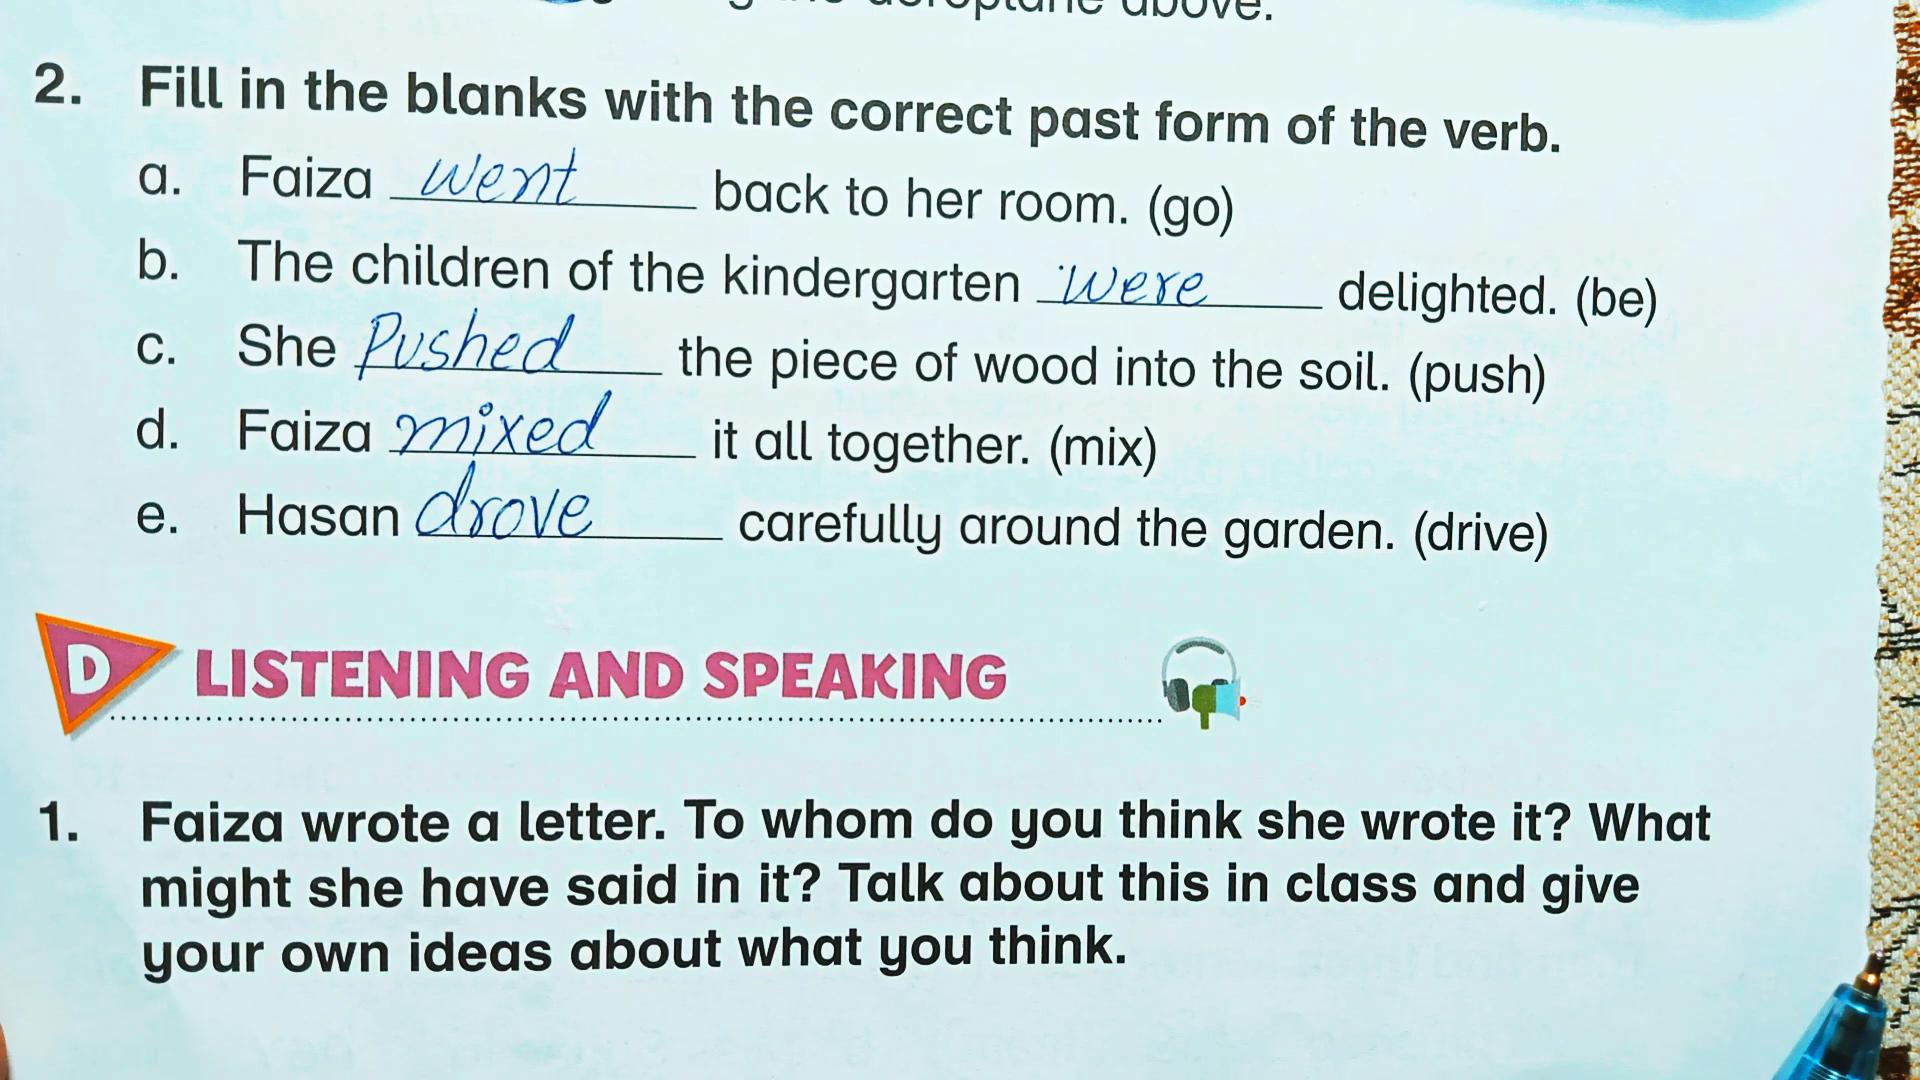 above.
2. Fill in the blanks with the correct past form of the verb.
a. Faiza went back to her room. (go)
b. The children of the kindergarten were delighted. (be)
c. She Pushed the piece of wood into the soil. (push)
d. Faiza mixed it all together. (mix)
e. Hasan drove carefully around the garden. (drive)
D LISTENING AND SPEAKING
1. Faiza wrote a letter. To whom do you think she wrote it? What
might she have said in it? Talk about this in class and give
your own ideas about what you think.